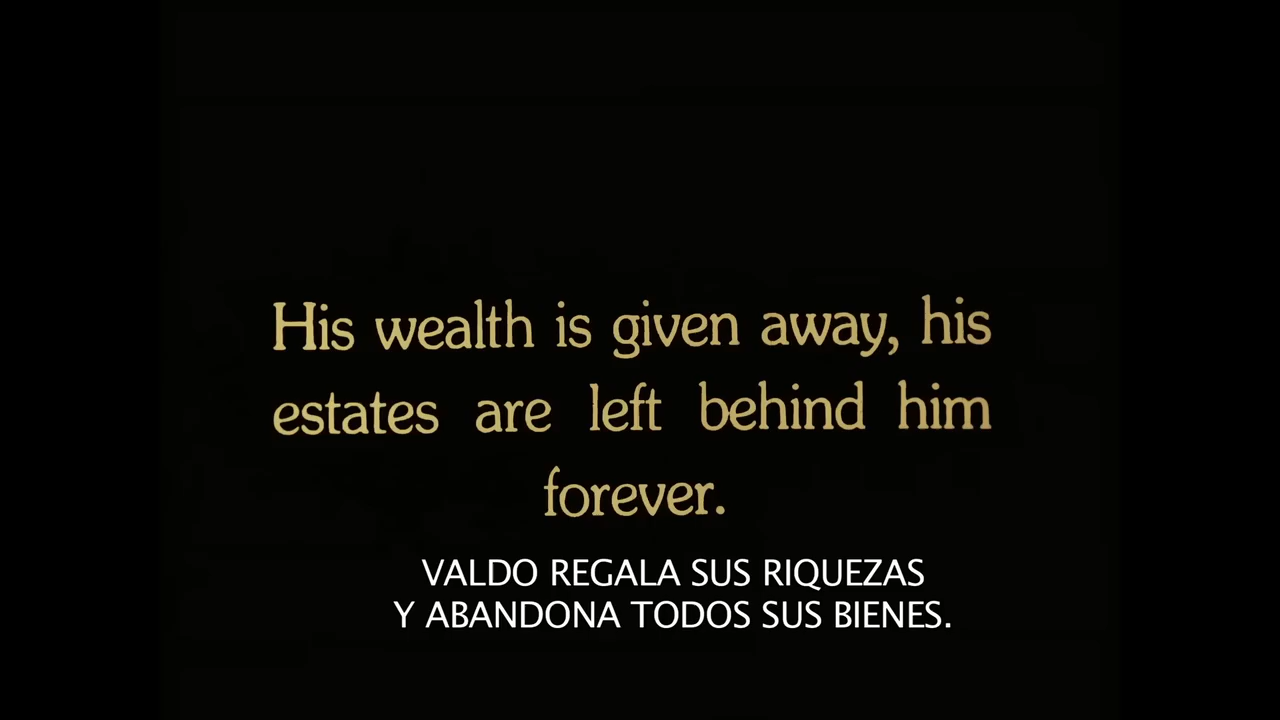 His wealth is given away, his
estates are left behind him
forever.
VALDO REGALA SUS RIQUEZAS
Y ABANDONA TODOS SUS BIENES.